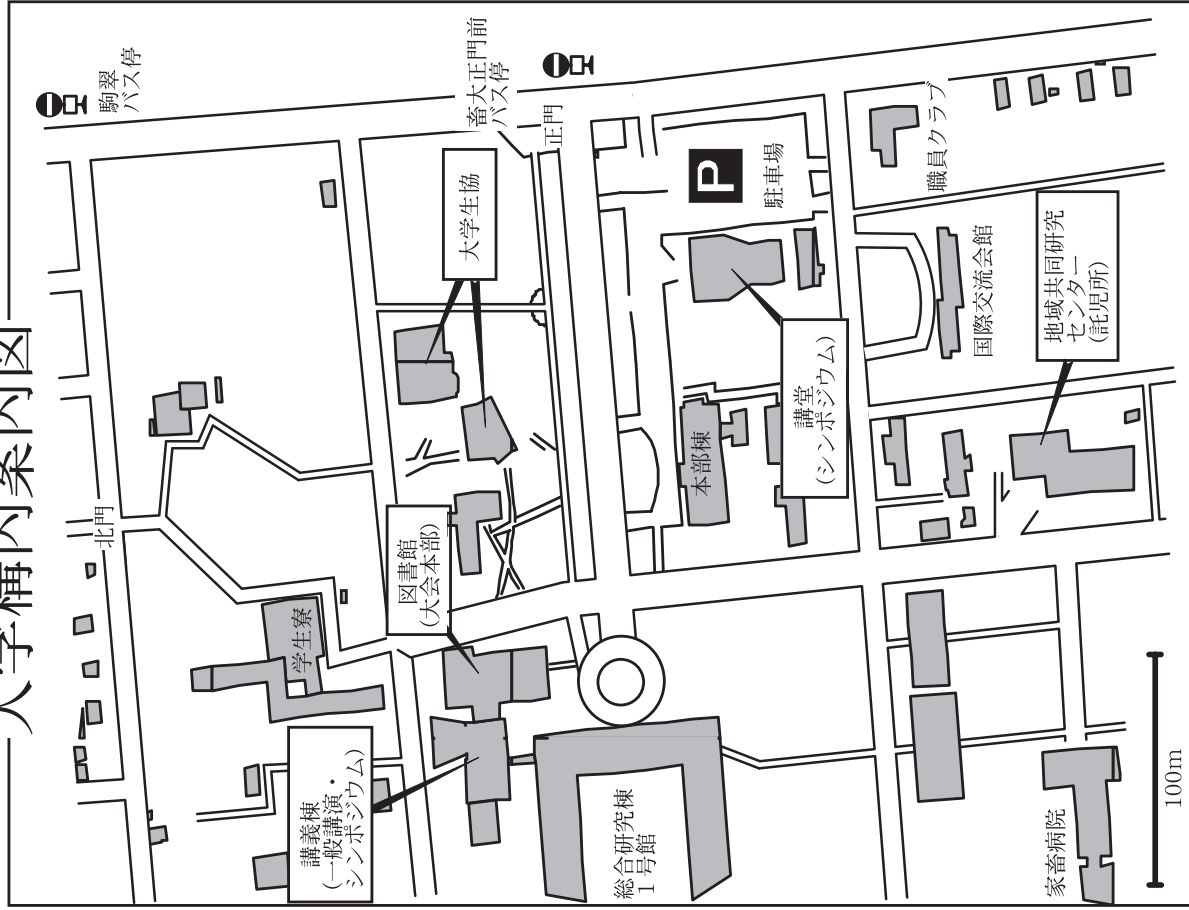 大学構内案内図
駒翠
バス停
畜大正門前
バス停
正門
北門
大学生協
P
駐車場
職員クラブ
国際交流会館
地域共同研究
センター
(託児所)
講堂
(シンポジウム)
本部棟
図書館
(大会本部)
学生寮
講義棟
(一般講演・
シンポジウム)
総合研究棟
1号館
家畜病院
100m